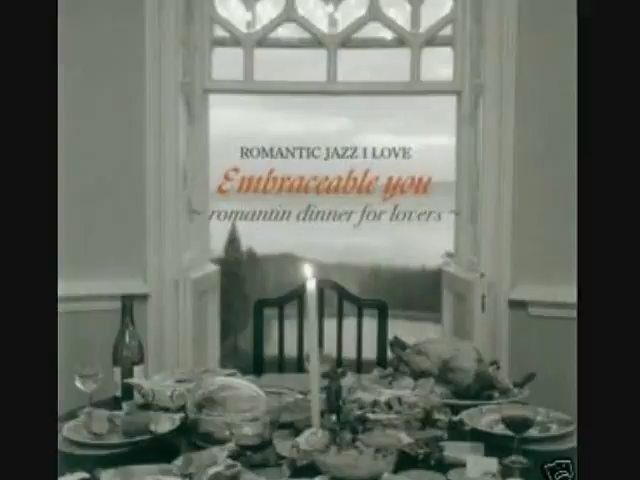 ROMANTIC JAZZ I LOVE
Embraceable you
~ romantin dinner for lovers ~